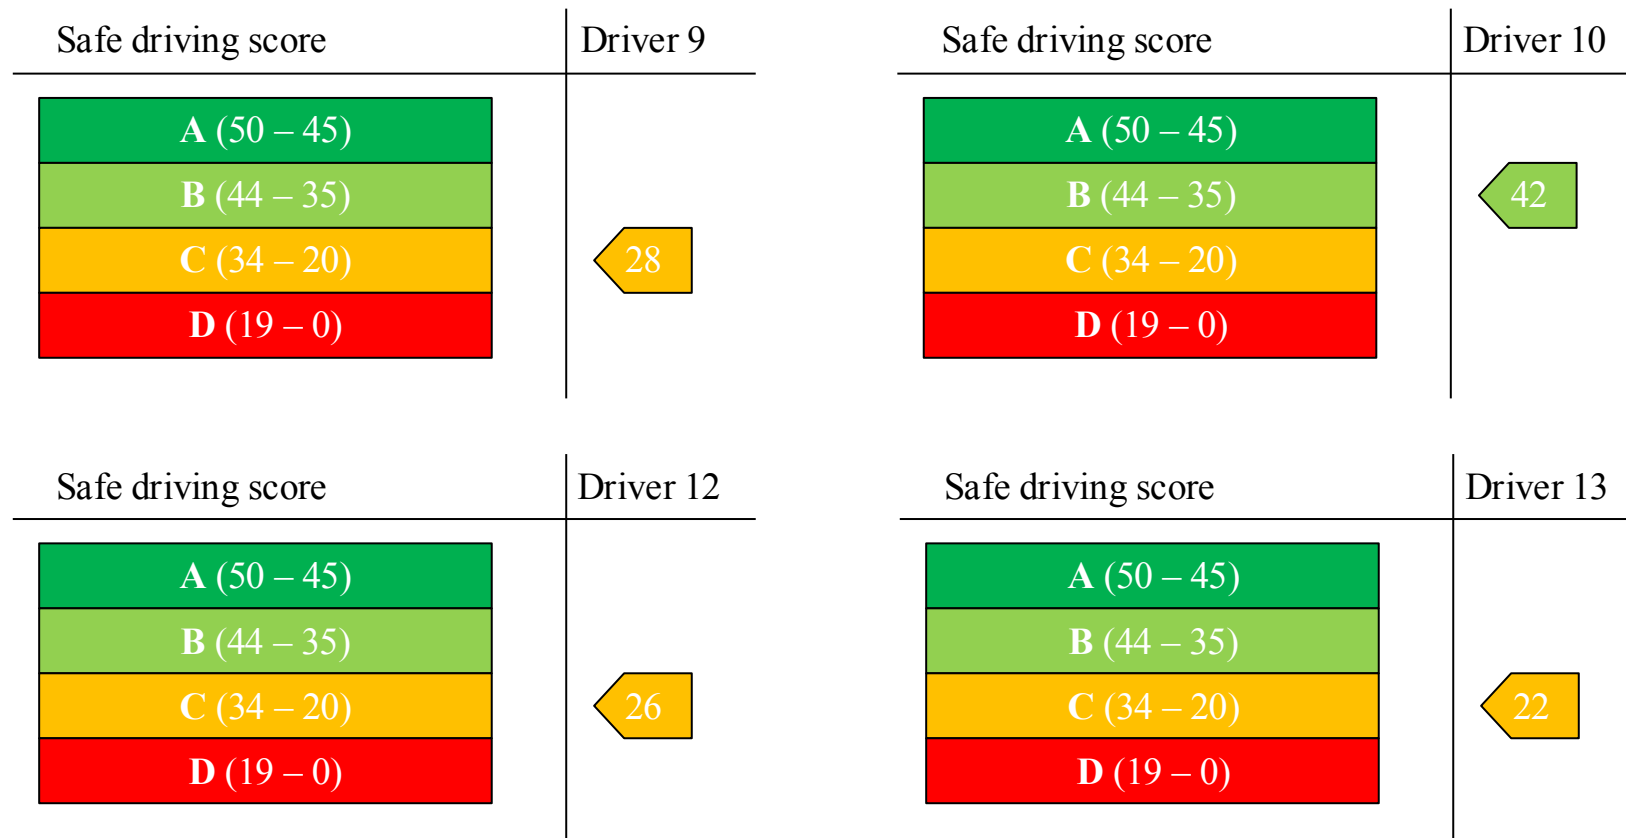 Safe driving score Driver 9
A (50 – 45)
B (44 – 35)
C (34 – 20) 28
D (19 – 0)
Safe driving score Driver 10
A (50 – 45)
B (44 – 35) 42
C (34 – 20)
D (19 – 0)
Safe driving score Driver 12
A (50 – 45)
B (44 – 35)
C (34 – 20) 26
D (19 – 0)
Safe driving score Driver 13
A (50 – 45)
B (44 – 35)
C (34 – 20) 22
D (19 – 0)